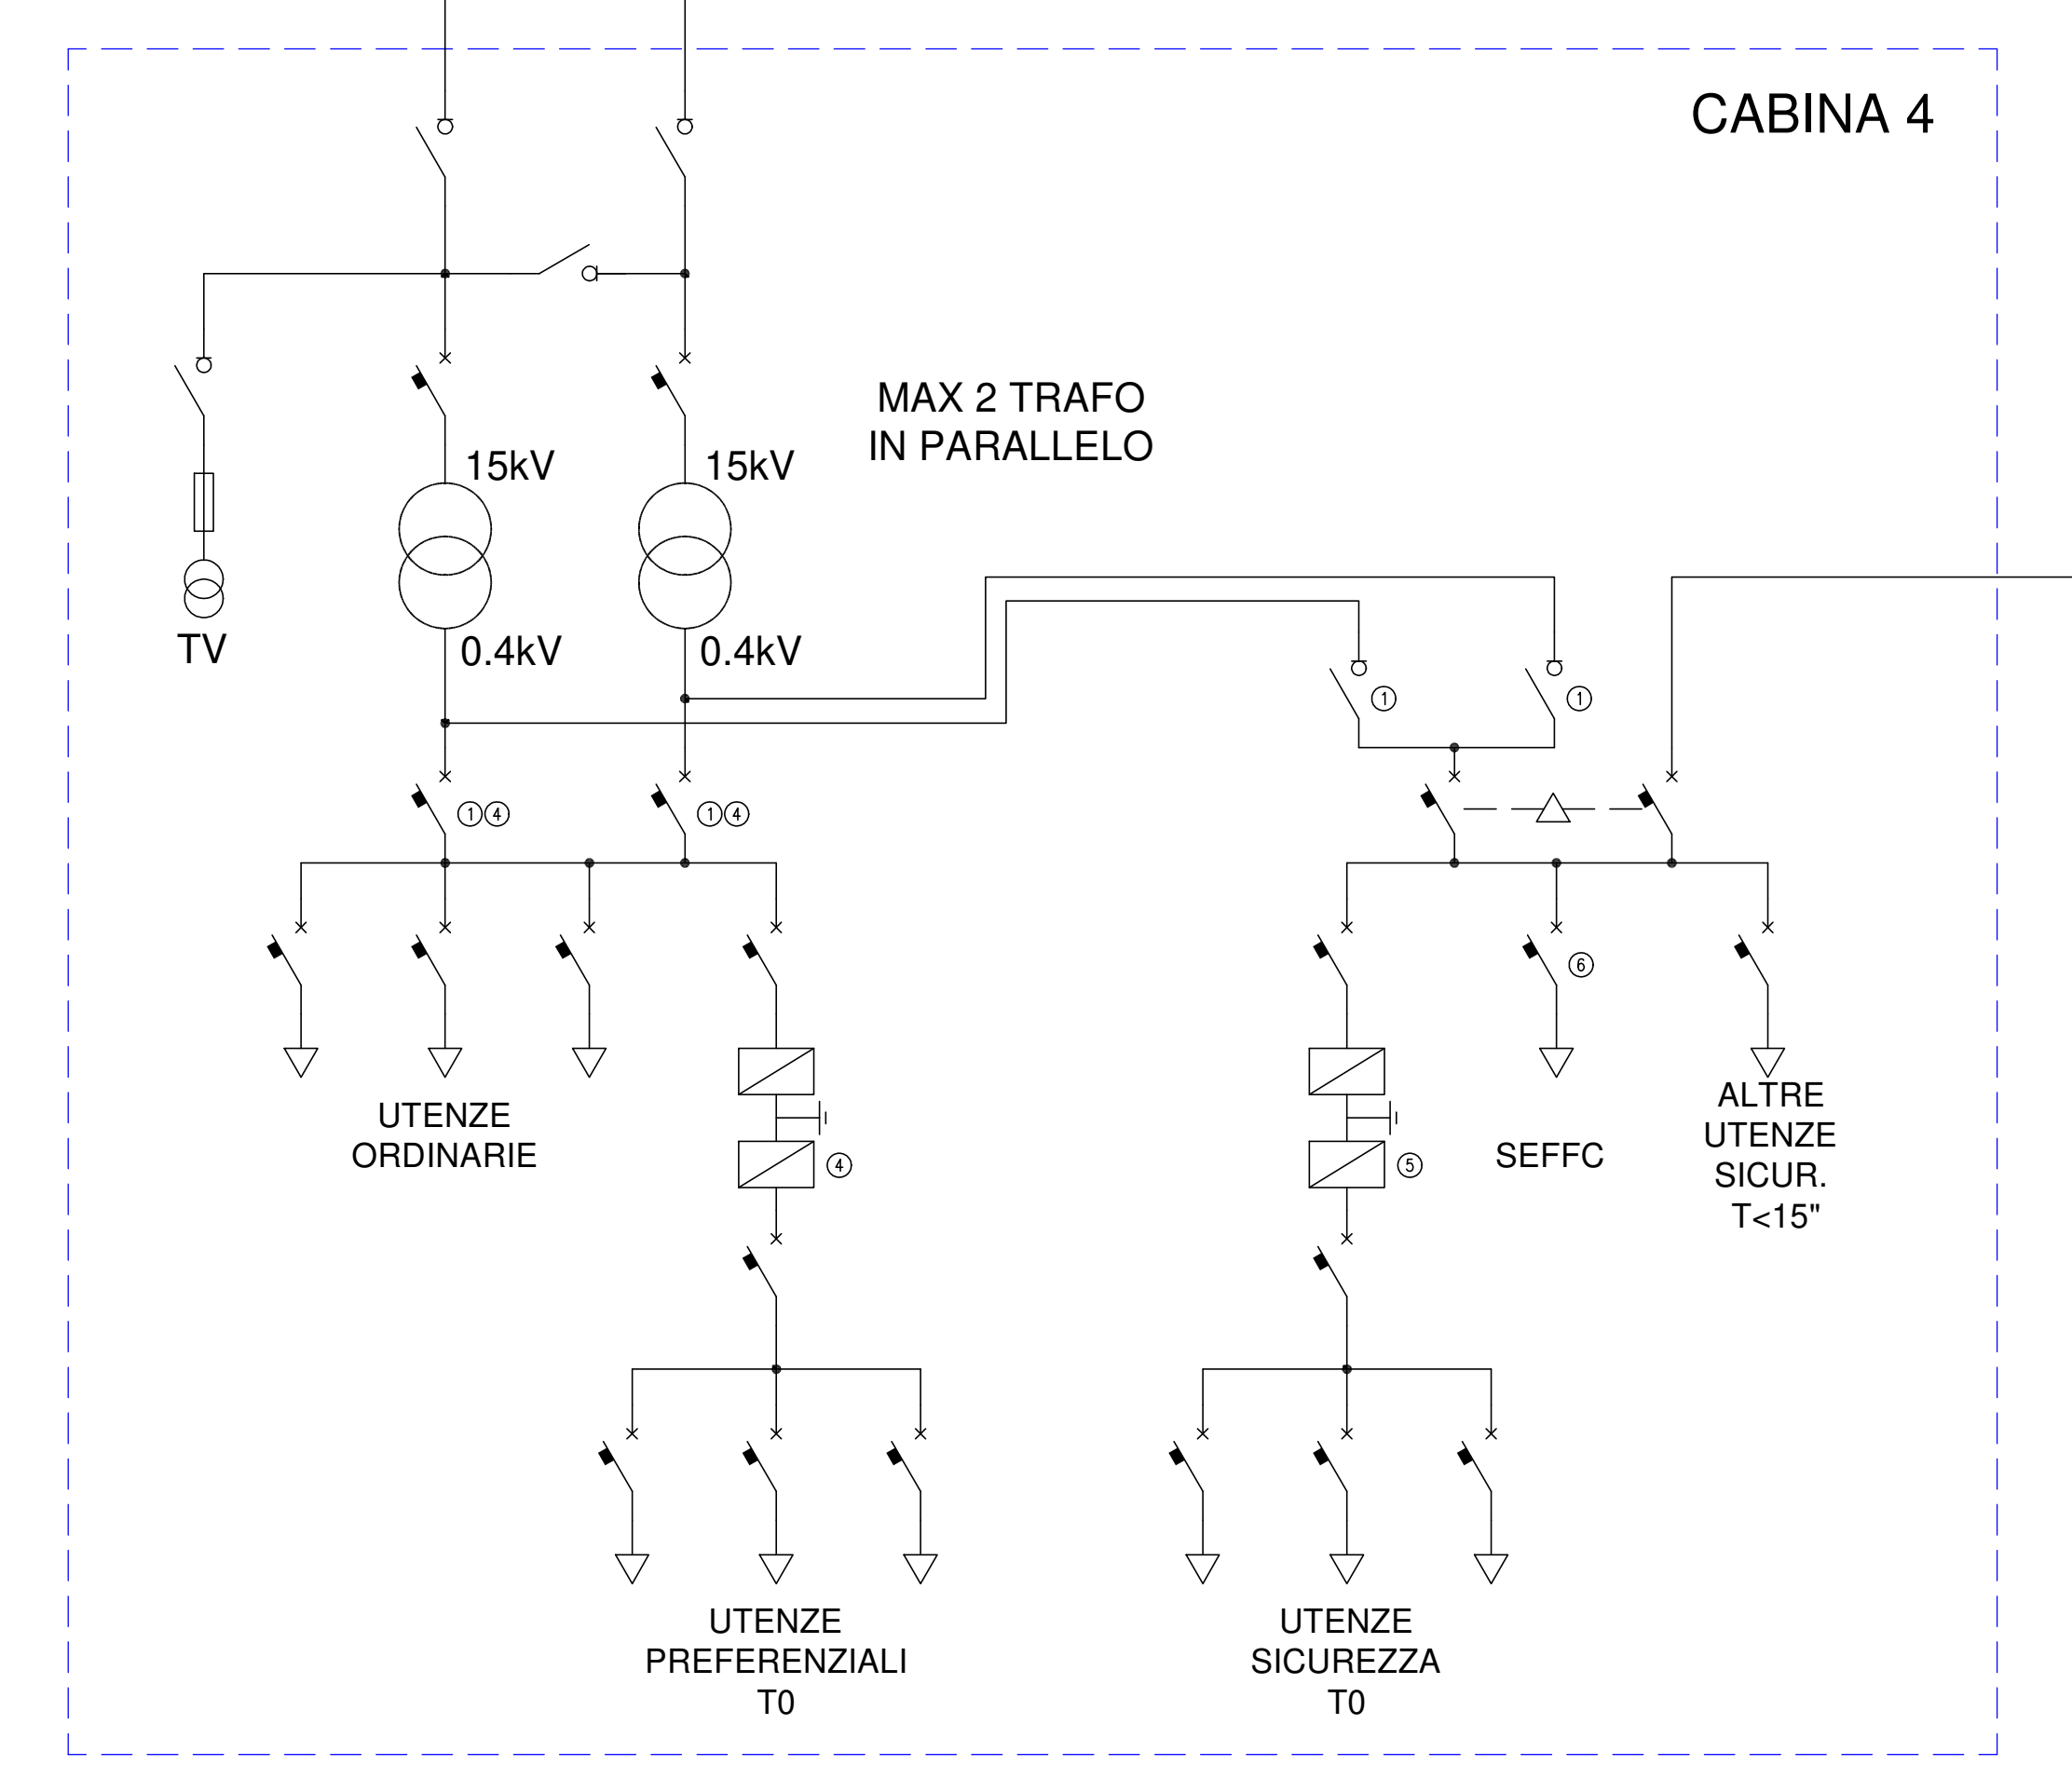 CABINA 4
MAX 2 TRAFO
IN PARALLELO
15kV
15kV
TV
0.4kV
0.4kV
1
1
1 4
1 4
6
UTENZE
ORDINARIE
4
5
SEFFC
ALTRE
UTENZE
SICUR.
T<15"
UTENZE
PREFERENZIALI
T0
UTENZE
SICUREZZA
T0